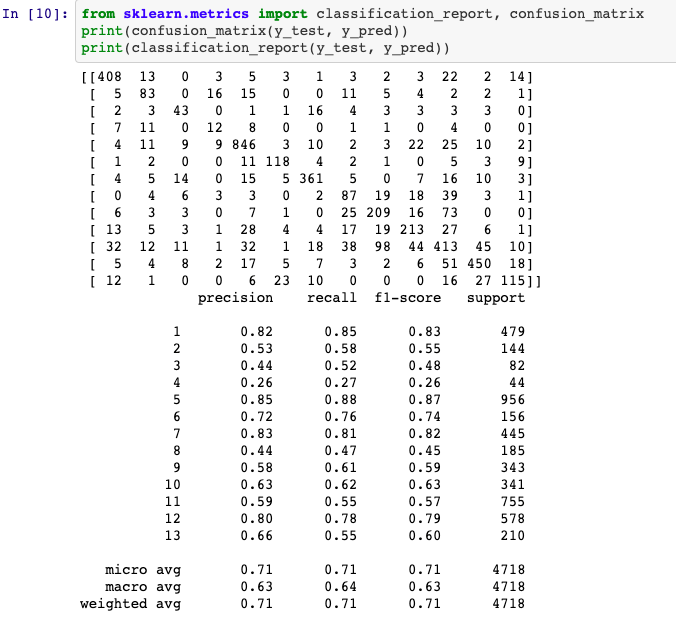 In [10]: from sklearn.metrics import classification_report, confusion_matrix
print(confusion_matrix(y_test, y_pred))
print(classification_report(y_test, y_pred))
[[408 13 0 3 5 3 1 3 2 3 22 2 14]
[ 5 83 0 16 15 0 0 11 5 4 2 2 1]
[ 2 3 43 0 1 1 16 4 3 3 3 3 0]
[ 7 11 0 12 8 0 0 1 1 0 4 0 0]
[ 4 11 9 9 846 3 10 2 3 22 25 10 2]
[ 1 2 0 0 11 118 4 2 1 0 5 3 9]
[ 4 5 14 0 15 5 361 5 0 7 16 10 3]
[ 0 4 6 3 3 0 2 87 19 18 39 3 1]
[ 6 3 3 0 7 1 0 25 209 16 73 0 0]
[ 13 5 3 1 28 4 4 17 19 213 27 6 1]
[ 32 12 11 1 32 1 18 38 98 44 413 45 10]
[ 5 4 8 2 17 5 7 3 2 6 51 450 18]
[ 12 1 0 0 6 23 10 0 0 0 16 27 115]]
precision recall f1-score support
1 0.82 0.85 0.83 479
2 0.53 0.58 0.55 144
3 0.44 0.52 0.48 82
4 0.26 0.27 0.26 44
5 0.85 0.88 0.87 956
6 0.72 0.76 0.74 156
7 0.83 0.81 0.82 445
8 0.44 0.47 0.45 185
9 0.58 0.61 0.59 343
10 0.63 0.62 0.63 341
11 0.59 0.55 0.57 755
12 0.80 0.78 0.79 578
13 0.66 0.55 0.60 210
micro avg 0.71 0.71 0.71 4718
macro avg 0.63 0.64 0.63 4718
weighted avg 0.71 0.71 0.71 4718